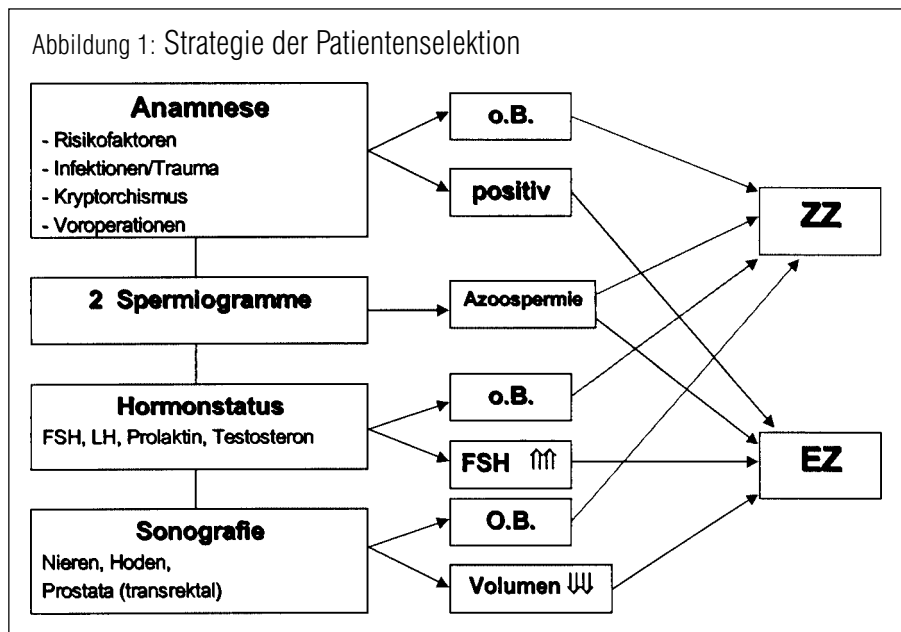 Abbildung 1: Strategie der Patientenselektion
Anamnese
- Risikofaktoren
- Infektionen/Trauma
- Kryptorchismus
- Voroperationen
o.B.
positiv
ZZ
2 Spermiogramme
Azoospermie
Hormonstatus
FSH, LH, Prolaktin, Testosteron
o.B.
FSH ⇑⇑
EZ
Sonografie
Nieren, Hoden,
Prostata (transrektal)
O.B.
Volumen ⇓⇓